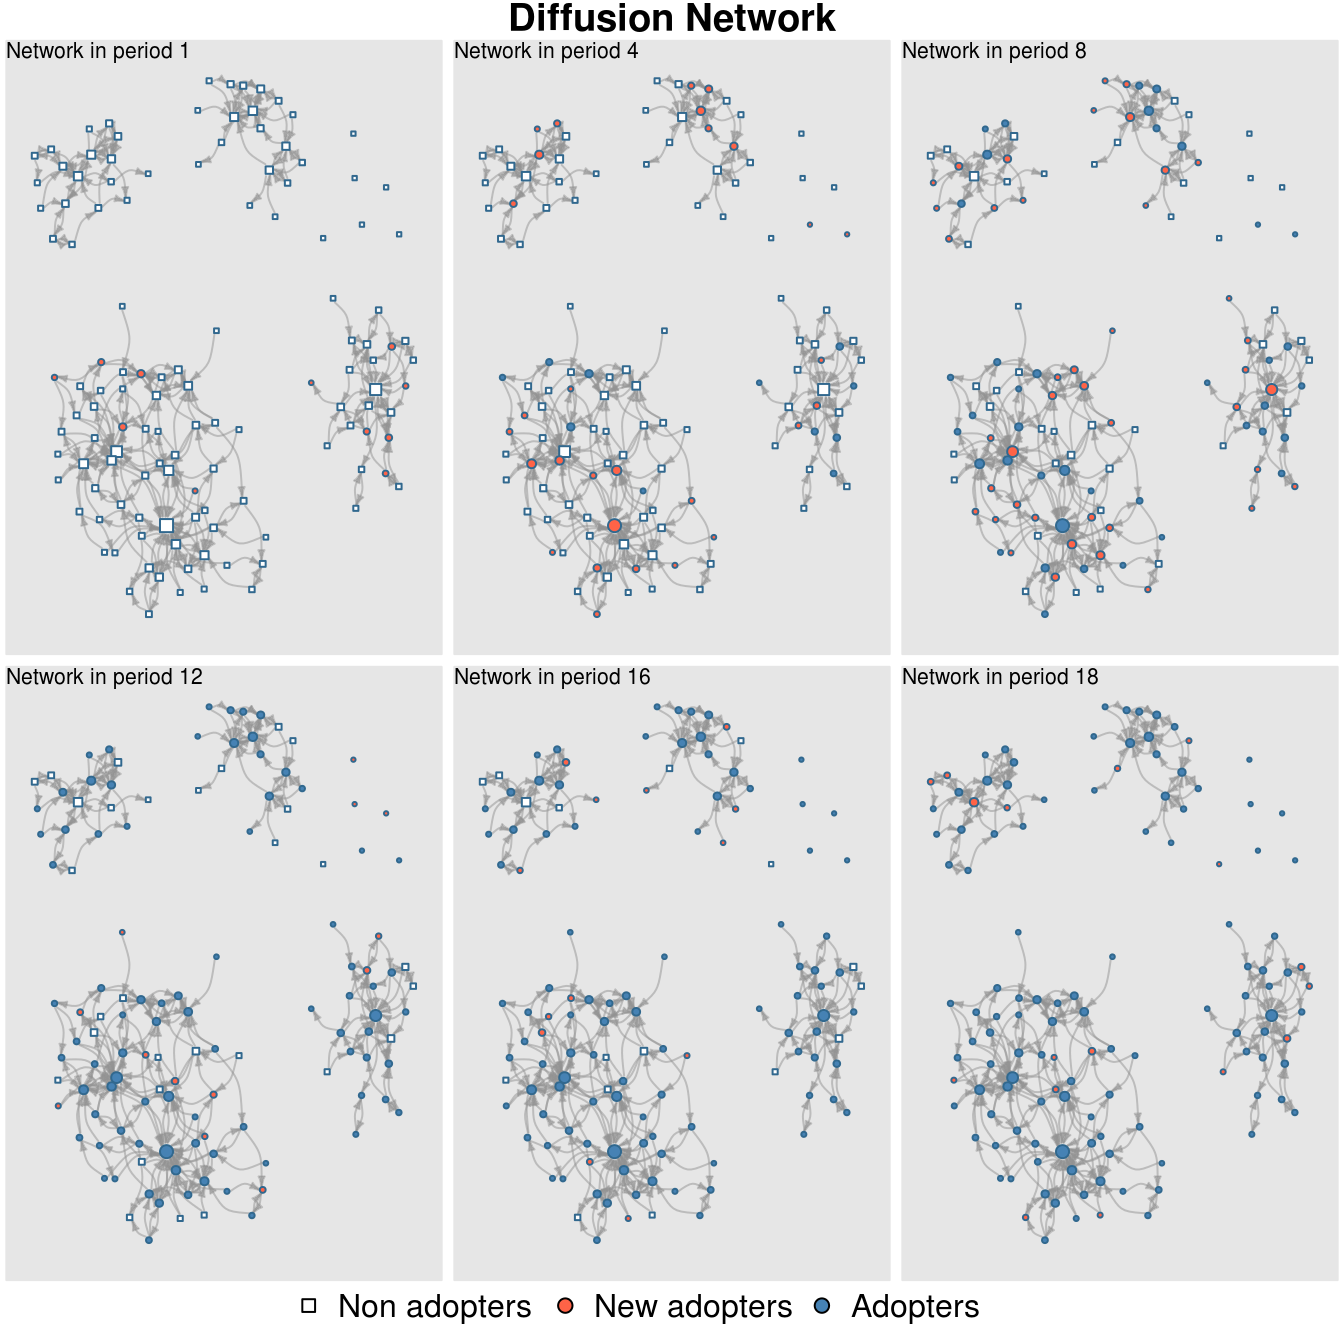 Diffusion Network
Network in period 1
Network in period 4
Network in period 8
Network in period 12
Network in period 16
Network in period 18
Non adopters
New adopters
Adopters